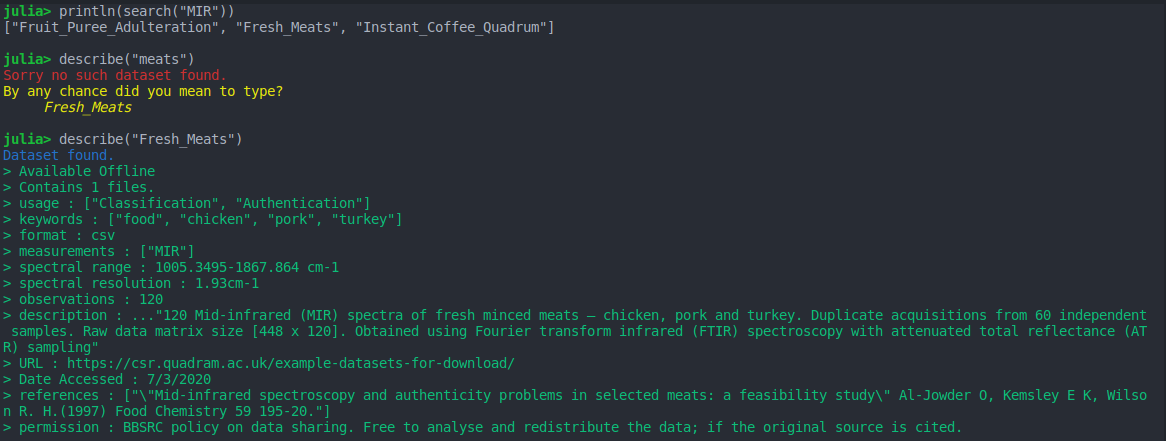 julia> println(search("MIR"))
["Fruit_Puree_Adulteration", "Fresh_Meats", "Instant_Coffee_Quadrum"]
julia> describe("meats")
Sorry no such dataset found.
By any chance did you mean to type?
Fresh_Meats
julia> describe("Fresh_Meats")
Dataset found.
> Available Offline
> Contains 1 files.
> usage : ["Classification", "Authentication"]
> keywords : ["food", "chicken", "pork", "turkey"]
> format : csv
> measurements : ["MIR"]
> spectral range : 1005.3495-1867.864 cm-1
> spectral resolution : 1.93cm-1
> observations : 120
> description : ..."120 Mid-infrared (MIR) spectra of fresh minced meats – chicken, pork and turkey. Duplicate acquisitions from 60 independent
samples. Raw data matrix size [448 x 120]. Obtained using Fourier transform infrared (FTIR) spectroscopy with attenuated total reflectance (AT
R) sampling"
> URL : https://csr.quadram.ac.uk/example-datasets-for-download/
> Date Accessed : 7/3/2020
> references : ["\"Mid-infrared spectroscopy and authenticity problems in selected meats: a feasibility study\" Al-Jowder O, Kemsley E K, Wilso
n R. H.(1997) Food Chemistry 59 195-20."]
> permission : BBSRC policy on data sharing. Free to analyse and redistribute the data; if the original source is cited.